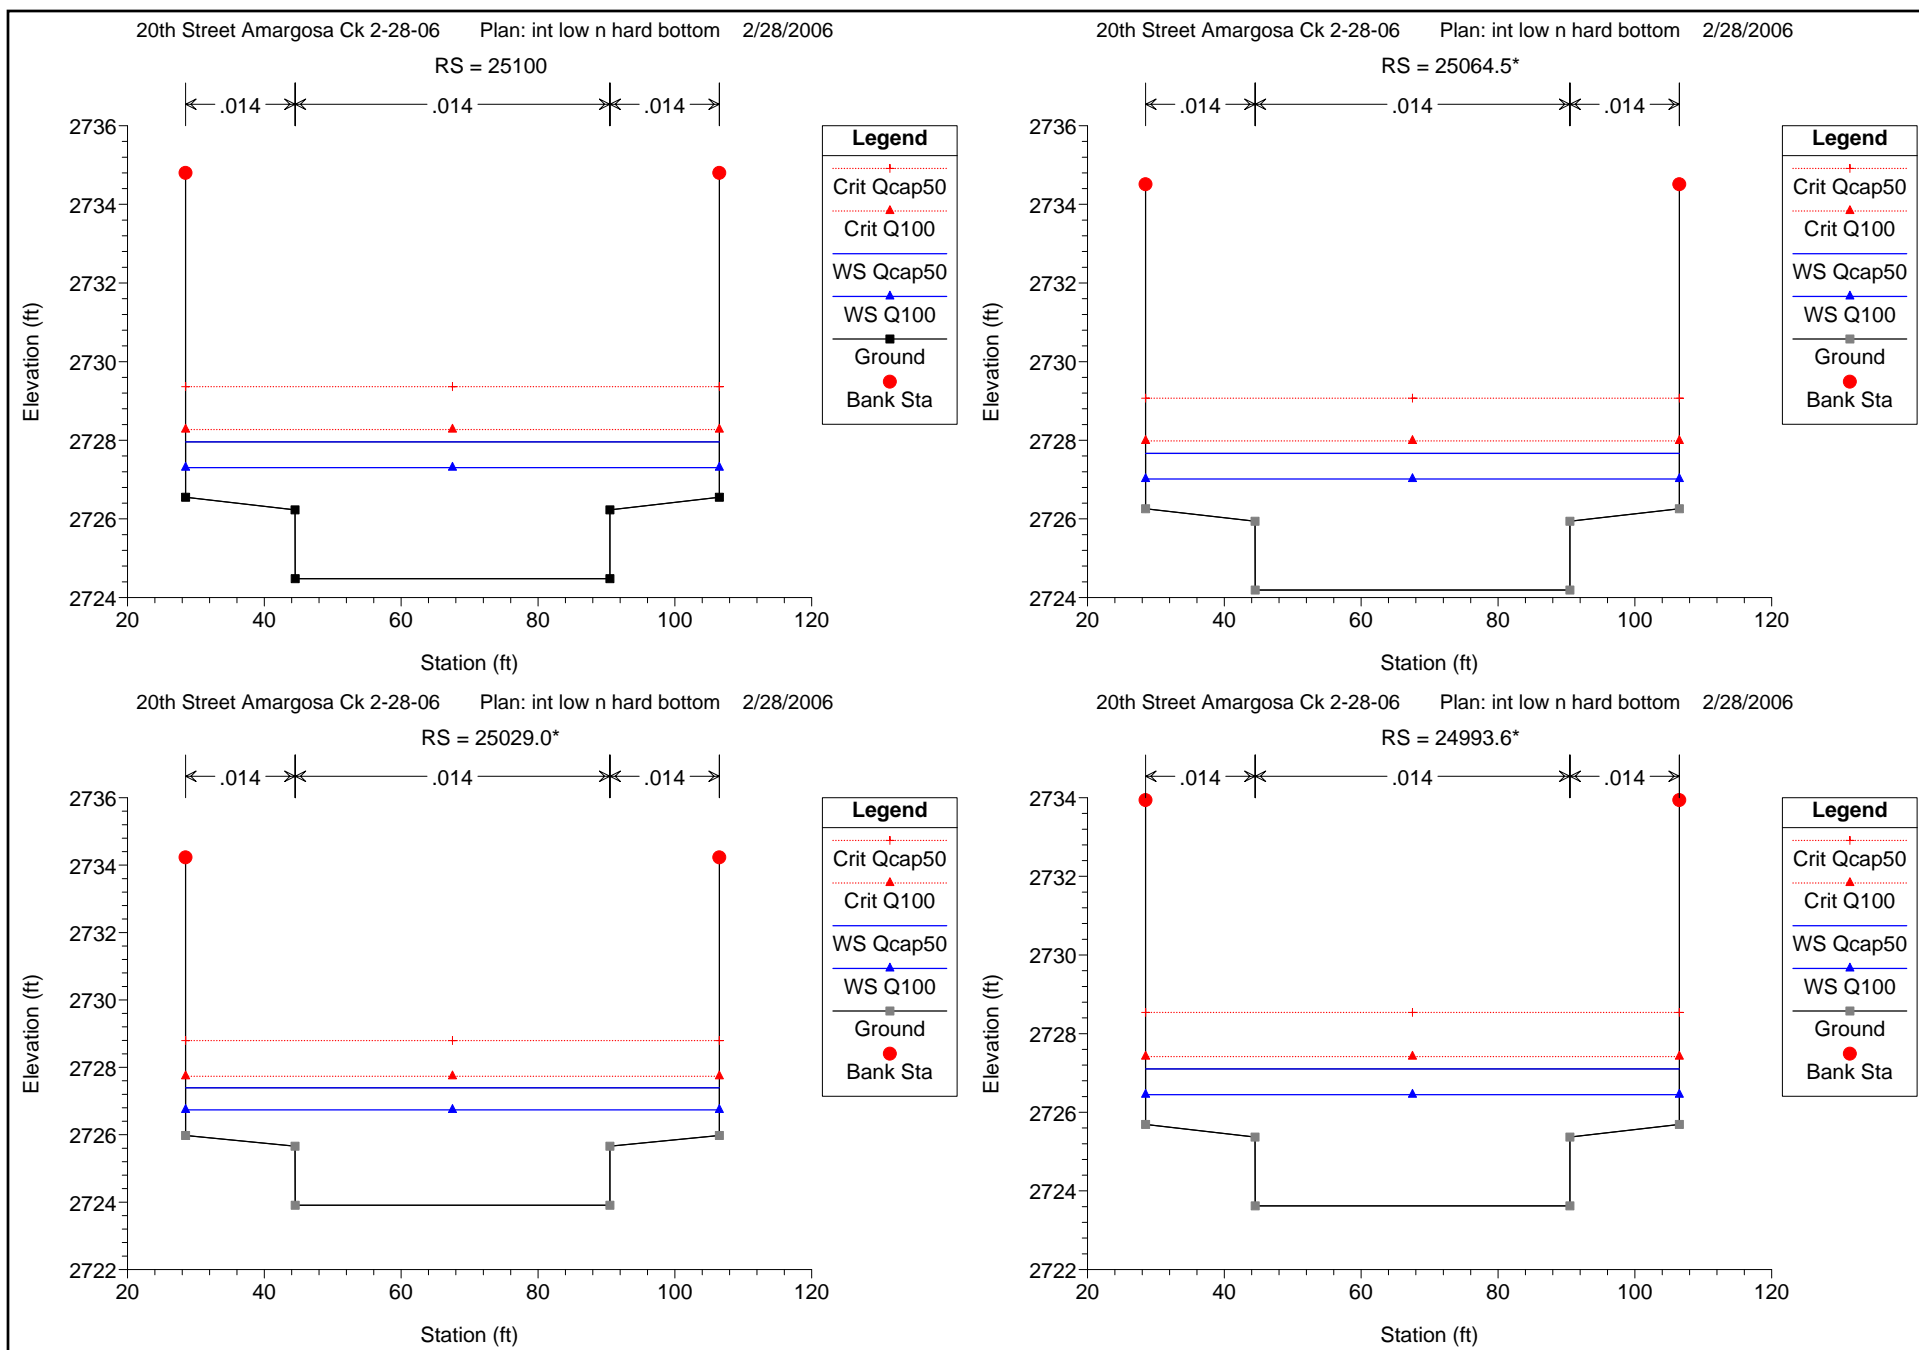 20th Street Amargosa Ck 2-28-06 Plan: int low n hard bottom 2/28/2006
RS = 25100
.014 .014 .014
2736
2734
2732
2730
2728
2726
2724
Elevation (ft)
20 40 60 80 100 120
Station (ft)
Legend
Crit Qcap50
Crit Q100
WS Qcap50
WS Q100
Ground
Bank Sta
20th Street Amargosa Ck 2-28-06 Plan: int low n hard bottom 2/28/2006
RS = 25064.5*
.014 .014 .014
2736
2734
2732
2730
2728
2726
2724
Elevation (ft)
20 40 60 80 100 120
Station (ft)
Legend
Crit Qcap50
Crit Q100
WS Qcap50
WS Q100
Ground
Bank Sta
20th Street Amargosa Ck 2-28-06 Plan: int low n hard bottom 2/28/2006
RS = 25029.0*
.014 .014 .014
2736
2734
2732
2730
2728
2726
2724
2722
Elevation (ft)
20 40 60 80 100 120
Station (ft)
Legend
Crit Qcap50
Crit Q100
WS Qcap50
WS Q100
Ground
Bank Sta
20th Street Amargosa Ck 2-28-06 Plan: int low n hard bottom 2/28/2006
RS = 24993.6*
.014 .014 .014
2734
2732
2730
2728
2726
2724
2722
Elevation (ft)
20 40 60 80 100 120
Station (ft)
Legend
Crit Qcap50
Crit Q100
WS Qcap50
WS Q100
Ground
Bank Sta